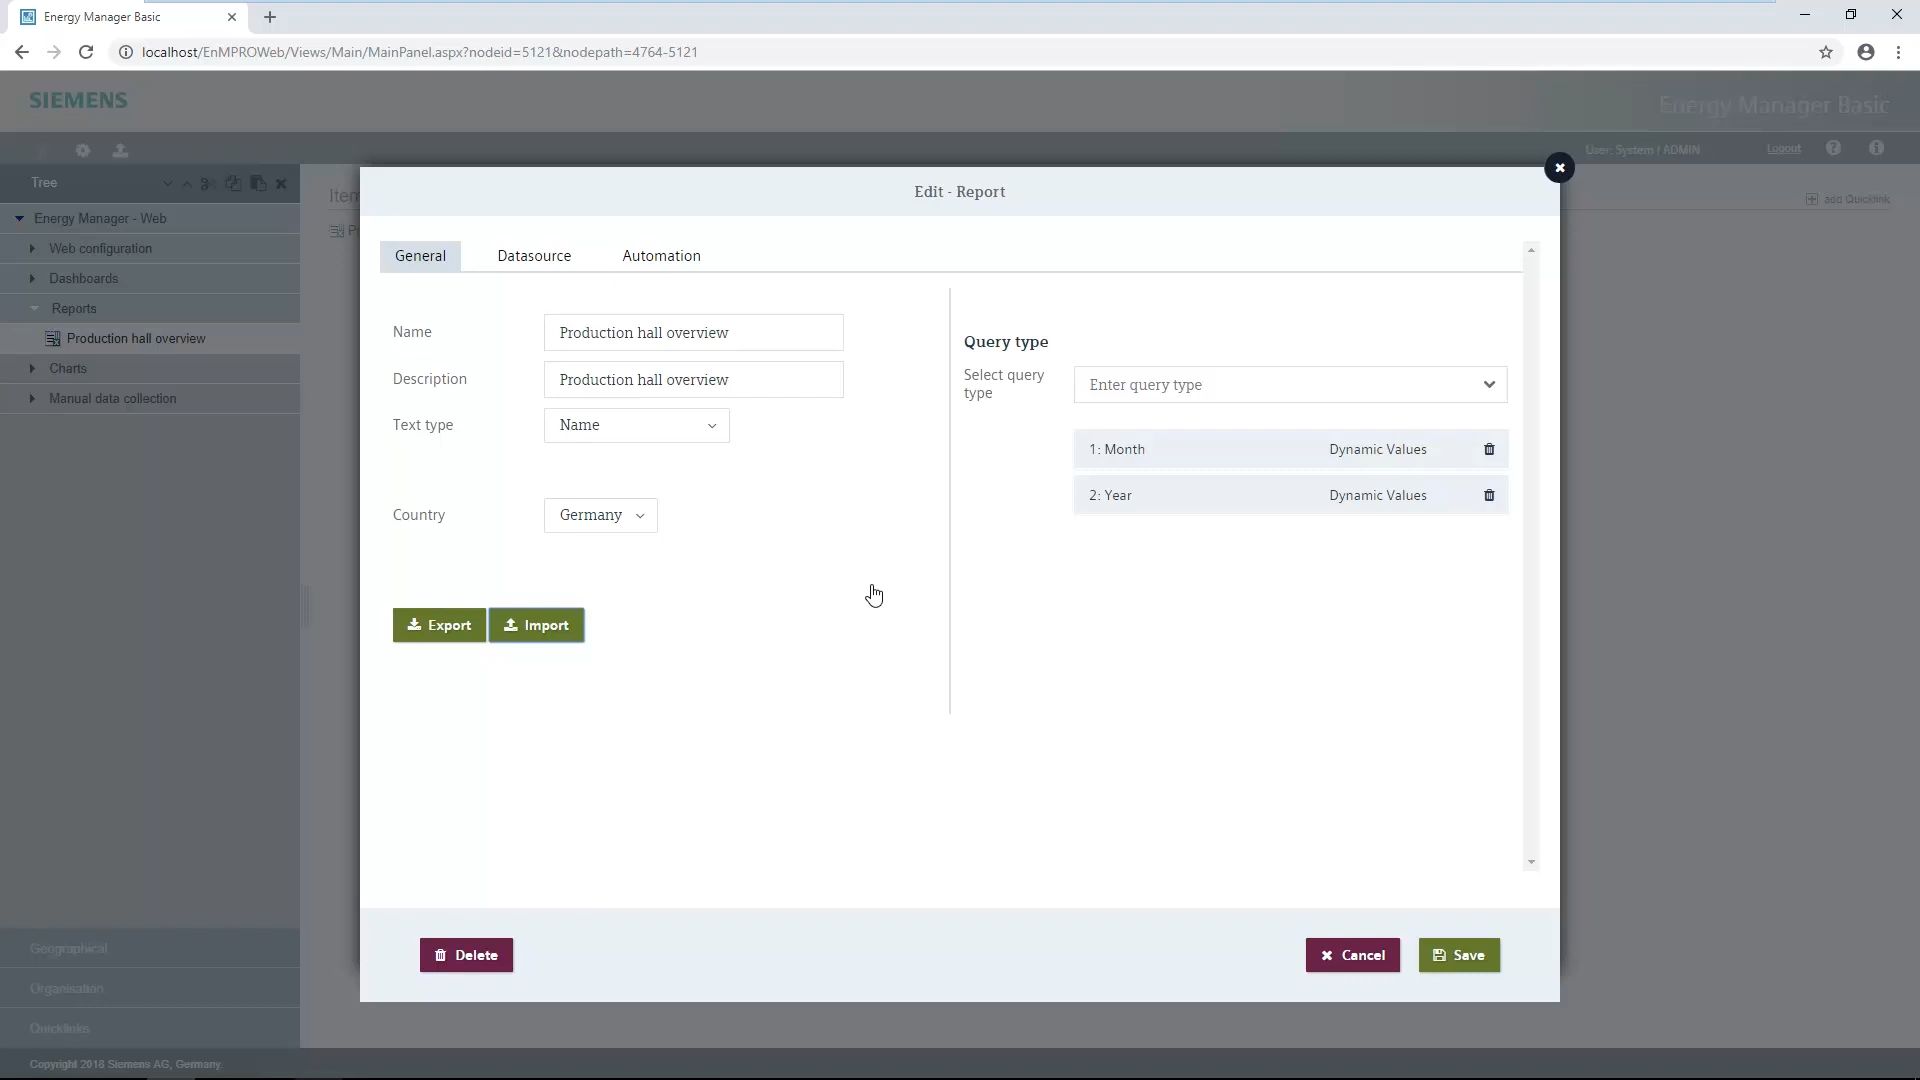 Energy Manager Basic
localhost/EnMPROWeb/Views/Main/MainPanel.aspx?nodeid=5121&nodepath=4764-5121
SIEMENS
Energy Manager Basic
User: System / ADMIN
Logout
Tree
Item
add Quicklink
Energy Manager - Web
Web configuration
Dashboards
Reports
Production hall overview
Charts
Manual data collection
Geographical
Organisation
Quicklinks
Copyright 2018 Siemens AG, Germany.
Edit - Report
General
Datasource
Automation
Name
Production hall overview
Description
Production hall overview
Text type
Name
Country
Germany
Export
Import
Query type
Select query
type
Enter query type
1: Month
Dynamic Values
2: Year
Dynamic Values
Delete
Cancel
Save